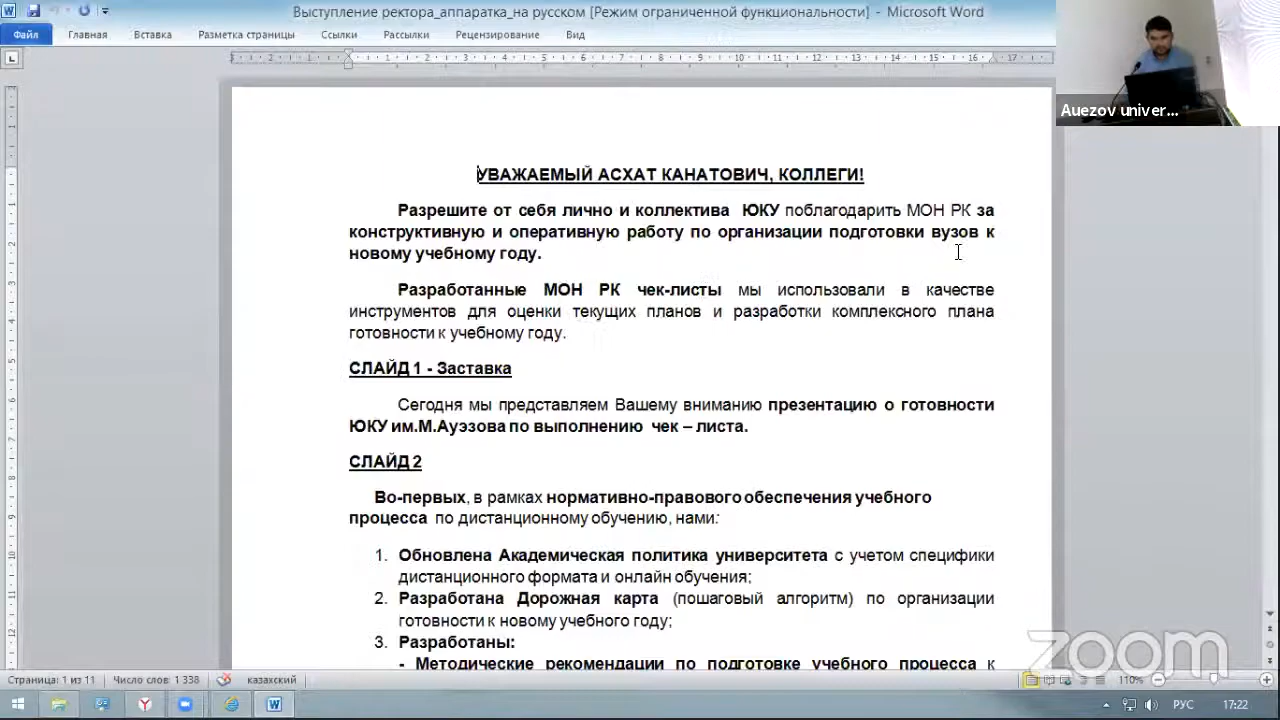 Выступление ректора_аппаратка_на русском [Режим ограниченной функциональности] - Microsoft Word
Файл Главная Вставка Разметка страницы Ссылки Рассылки Рецензирование Вид
Auezov univer...
УВАЖАЕМЫЙ АСХАТ КАНАТОВИЧ, КОЛЛЕГИ!
Разрешите от себя лично и коллектива ЮКУ поблагодарить МОН РК за
конструктивную и оперативную работу по организации подготовки вузов к
новому учебному году.
Разработанные МОН РК чек-листы мы использовали в качестве
инструментов для оценки текущих планов и разработки комплексного плана
готовности к учебному году.
СЛАЙД 1 - Заставка
Сегодня мы представляем Вашему вниманию презентацию о готовности
ЮКУ им.М.Ауэзова по выполнению чек – листа.
СЛАЙД 2
Во-первых, в рамках нормативно-правового обеспечения учебного
процесса по дистанционному обучению, нами:
1. Обновлена Академическая политика университета с учетом специфики
дистанционного формата и онлайн обучения;
2. Разработана Дорожная карта (пошаговый алгоритм) по организации
готовности к новому учебного году;
3. Разработаны:
- Методические рекомендации по подготовке учебного процесса к
zoom
Страница: 1 из 11 Число слов: 1 338 казахский 110%
РУС 17:22